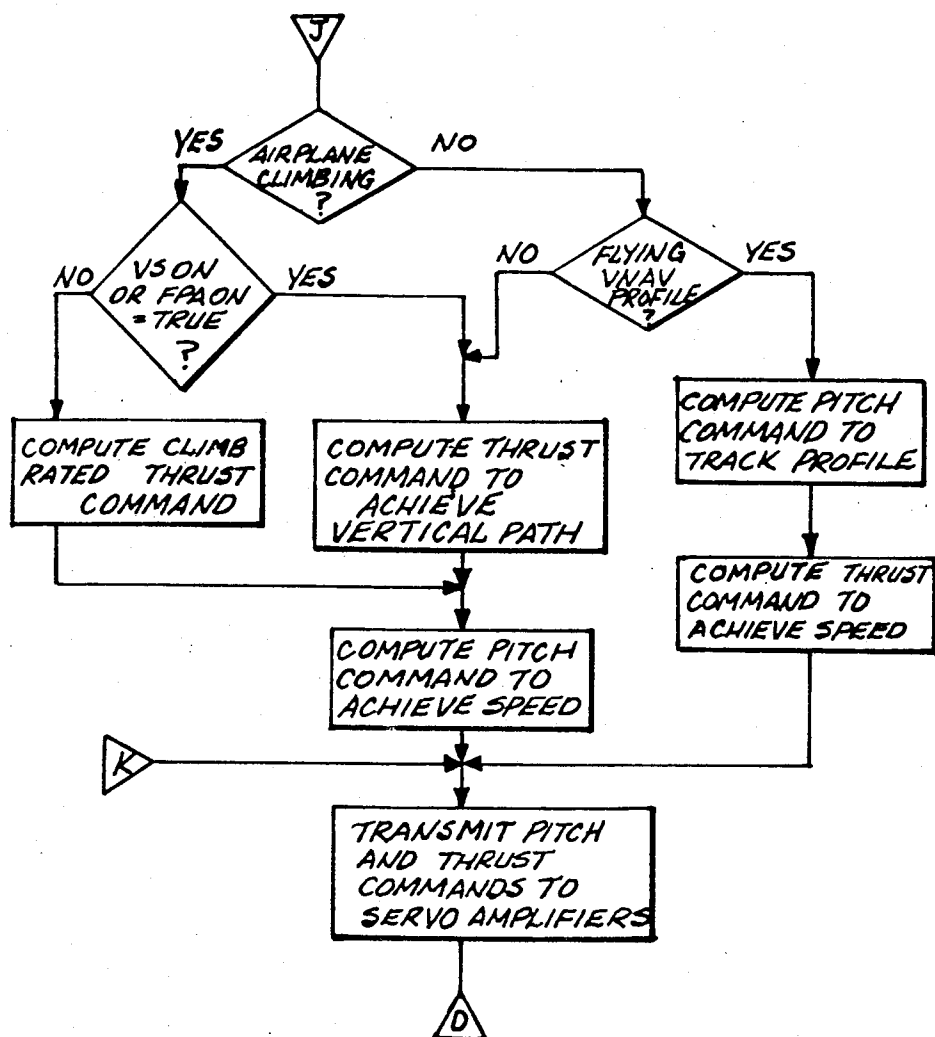 J
AIRPLANE
CLIMBING
?
YES
NO
VS ON
OR FPAON
= TRUE
?
NO
YES
FLYING
VNAV
PROFILE
?
NO
YES
COMPUTE CLIMB
RATED THRUST
COMMAND
COMPUTE THRUST
COMMAND TO
ACHIEVE
VERTICAL PATH
COMPUTE PITCH
COMMAND TO
TRACK PROFILE
COMPUTE THRUST
COMMAND TO
ACHIEVE SPEED
COMPUTE PITCH
COMMAND TO
ACHIEVE SPEED
K
TRANSMIT PITCH
AND THRUST
COMMANDS TO
SERVO AMPLIFIERS
D